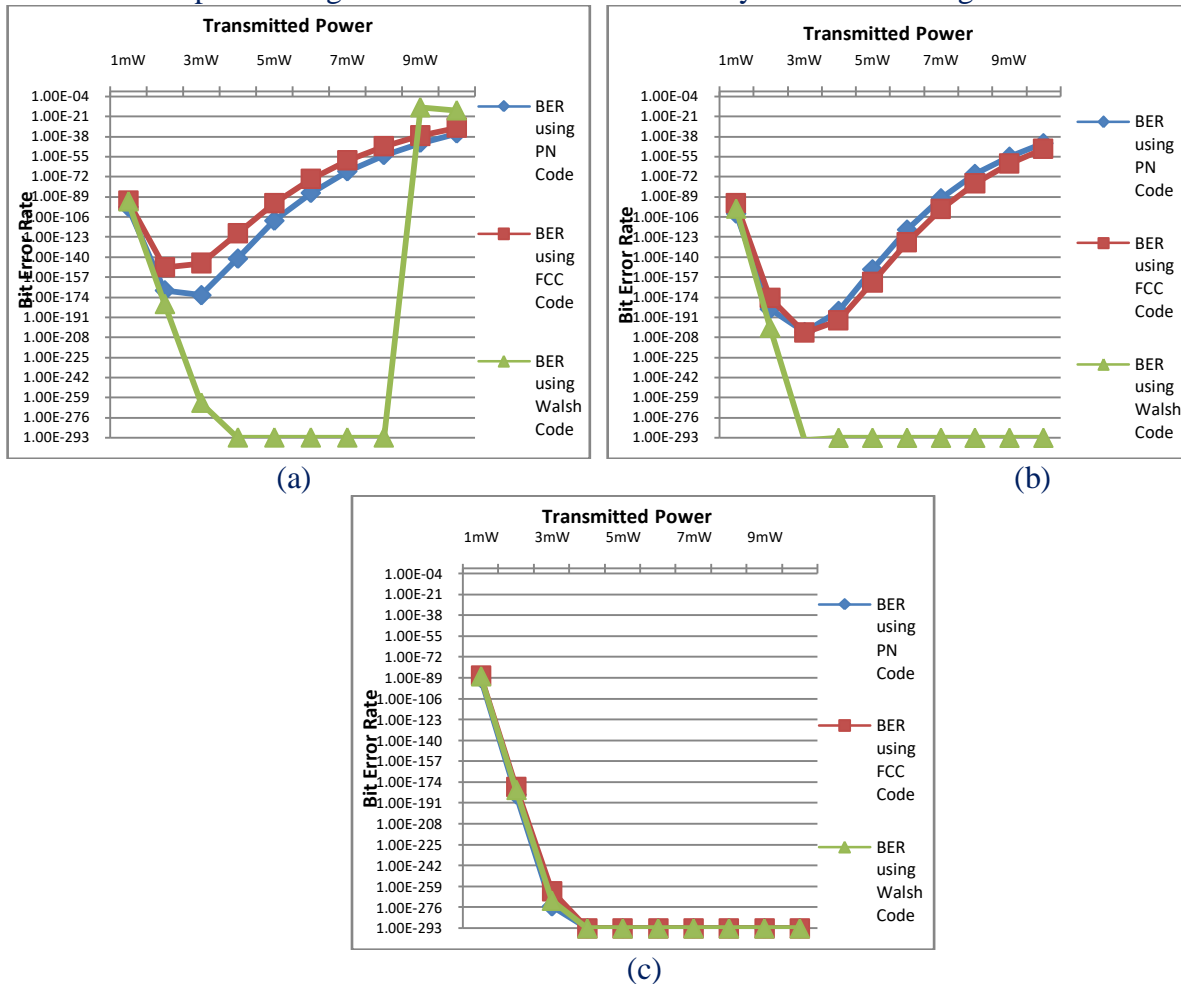 Transmitted Power
1mW 3mW 5mW 7mW 9mW
1.00E-04
1.00E-21
1.00E-38
1.00E-55
1.00E-72
1.00E-89
1.00E-106
1.00E-123
1.00E-140
1.00E-157
1.00E-174
1.00E-191
1.00E-208
1.00E-225
1.00E-242
1.00E-259
1.00E-276
1.00E-293
Bit Error Rate
BER
using
PN
Code
BER
using
FCC
Code
BER
using
Walsh
Code
(a)
Transmitted Power
1mW 3mW 5mW 7mW 9mW
1.00E-04
1.00E-21
1.00E-38
1.00E-55
1.00E-72
1.00E-89
1.00E-106
1.00E-123
1.00E-140
1.00E-157
1.00E-174
1.00E-191
1.00E-208
1.00E-225
1.00E-242
1.00E-259
1.00E-276
1.00E-293
Bit Error Rate
BER
using
PN
Code
BER
using
FCC
Code
BER
using
Walsh
Code
(b)
Transmitted Power
1mW 3mW 5mW 7mW 9mW
1.00E-04
1.00E-21
1.00E-38
1.00E-55
1.00E-72
1.00E-89
1.00E-106
1.00E-123
1.00E-140
1.00E-157
1.00E-174
1.00E-191
1.00E-208
1.00E-225
1.00E-242
1.00E-259
1.00E-276
1.00E-293
Bit Error Rate
BER
using
PN
Code
BER
using
FCC
Code
BER
using
Walsh
Code
(c)